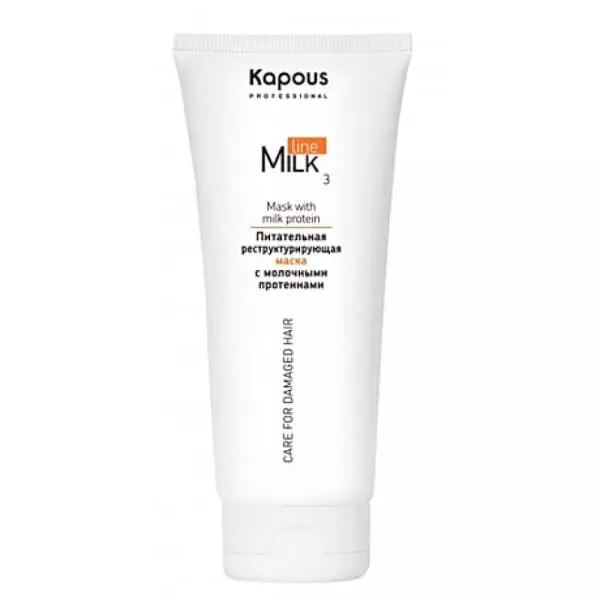 Kapous
PROFESSIONAL
line
MILK
3
Mask with
milk protein
Питательная
реструктурирующая
маска
с молочными
протеинами
CARE FOR DAMAGED HAIR